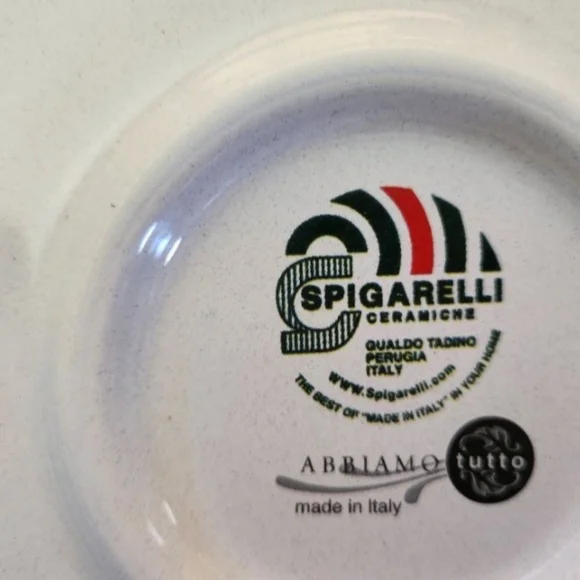 SPIGARELLI
CERAMICHE
GUALDO TADINO
PERUGIA
ITALY
www.Spigarelli.com
THE BEST OF "MADE IN ITALY" IN YOUR HOME
ABBIAMO tutto
made in Italy